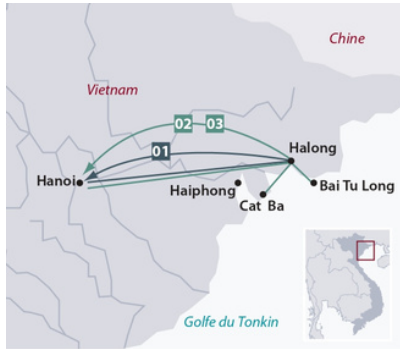 Chine
Vietnam
02 03
01
Halong
Hanoi
Haiphong
Bai Tu Long
Cat Ba
Golfe du Tonkin